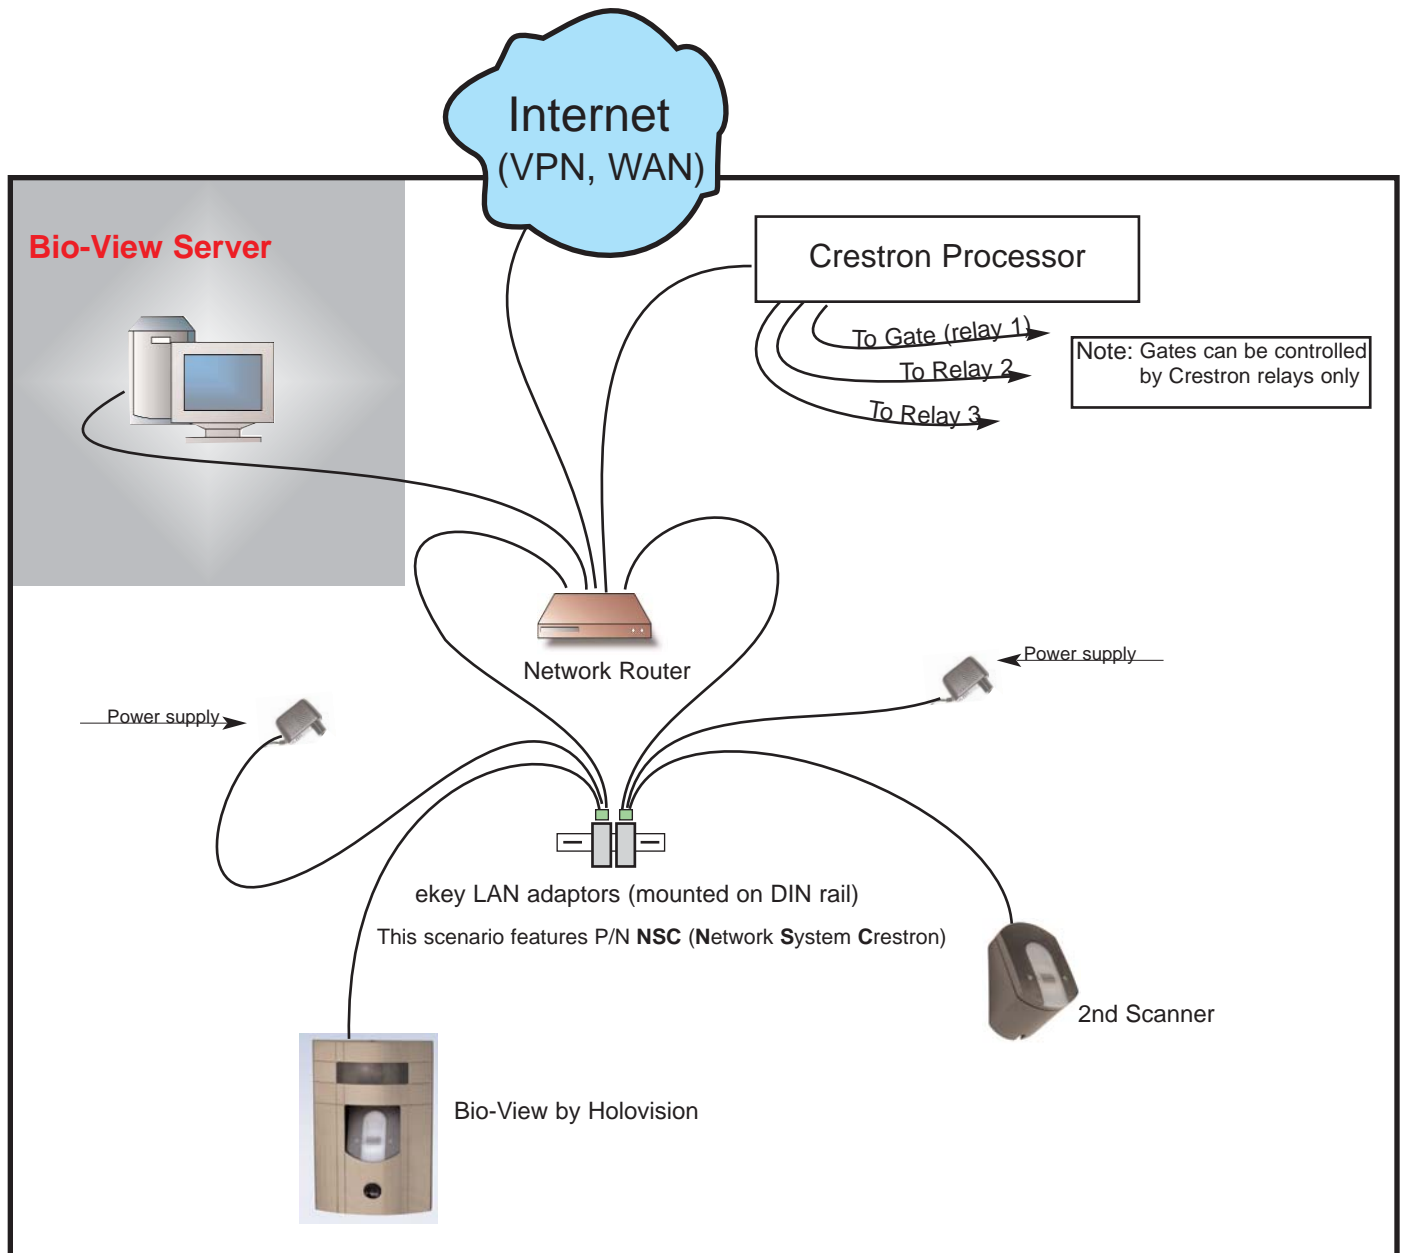 Internet
(VPN, WAN)
Bio-View Server
Crestron Processor
To Gate (relay 1)
To Relay 2
To Relay 3
Note: Gates can be controlled
by Crestron relays only
Network Router
Power supply
Power supply
ekey LAN adaptors (mounted on DIN rail)
This scenario features P/N NSC (Network System Crestron)
2nd Scanner
Bio-View by Holovision